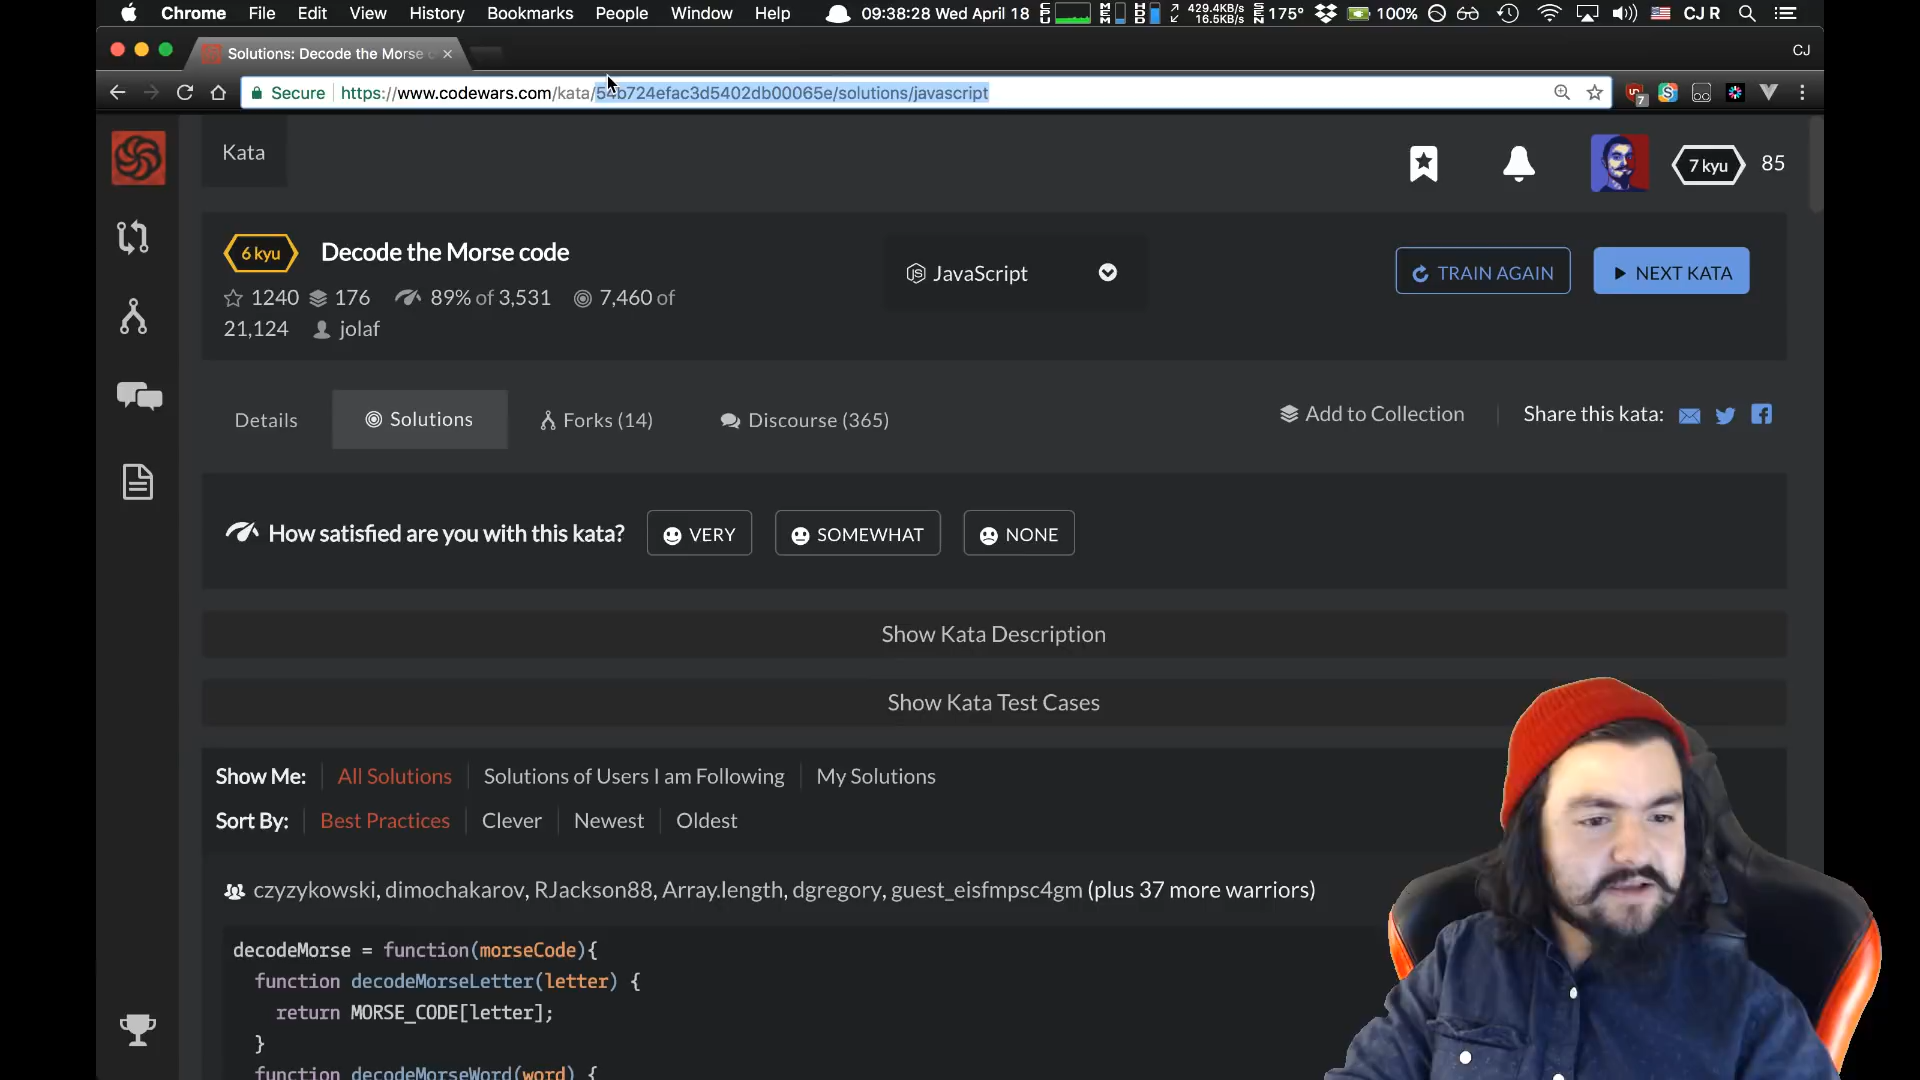 Chrome File Edit View History Bookmarks People Window Help 09:38:28 Wed April 18 429.4KB/s 16.5KB/s 175° 100% CJ R
Solutions: Decode the Morse CJ
Secure https://www.codewars.com/kata/54b724efac3d5402db00065e/solutions/javascript
Kata 7 kyu 85
6 kyu Decode the Morse code JavaScript TRAIN AGAIN NEXT KATA
1240 176 89% of 3,531 7,460 of
21,124 jolaf
Details Solutions Forks (14) Discourse (365) Add to Collection Share this kata:
How satisfied are you with this kata? VERY SOMEWHAT NONE
Show Kata Description
Show Kata Test Cases
Show Me: All Solutions Solutions of Users I am Following My Solutions
Sort By: Best Practices Clever Newest Oldest
czyzykowski, dimochakarov, RJackson88, Array.length, dgregory, guest_eisfmpsc4gm (plus 37 more warriors)
decodeMorse = function(morseCode){
function decodeMorseLetter(letter) {
return MORSE_CODE[letter];
}
function decodeMorseWord(word) {